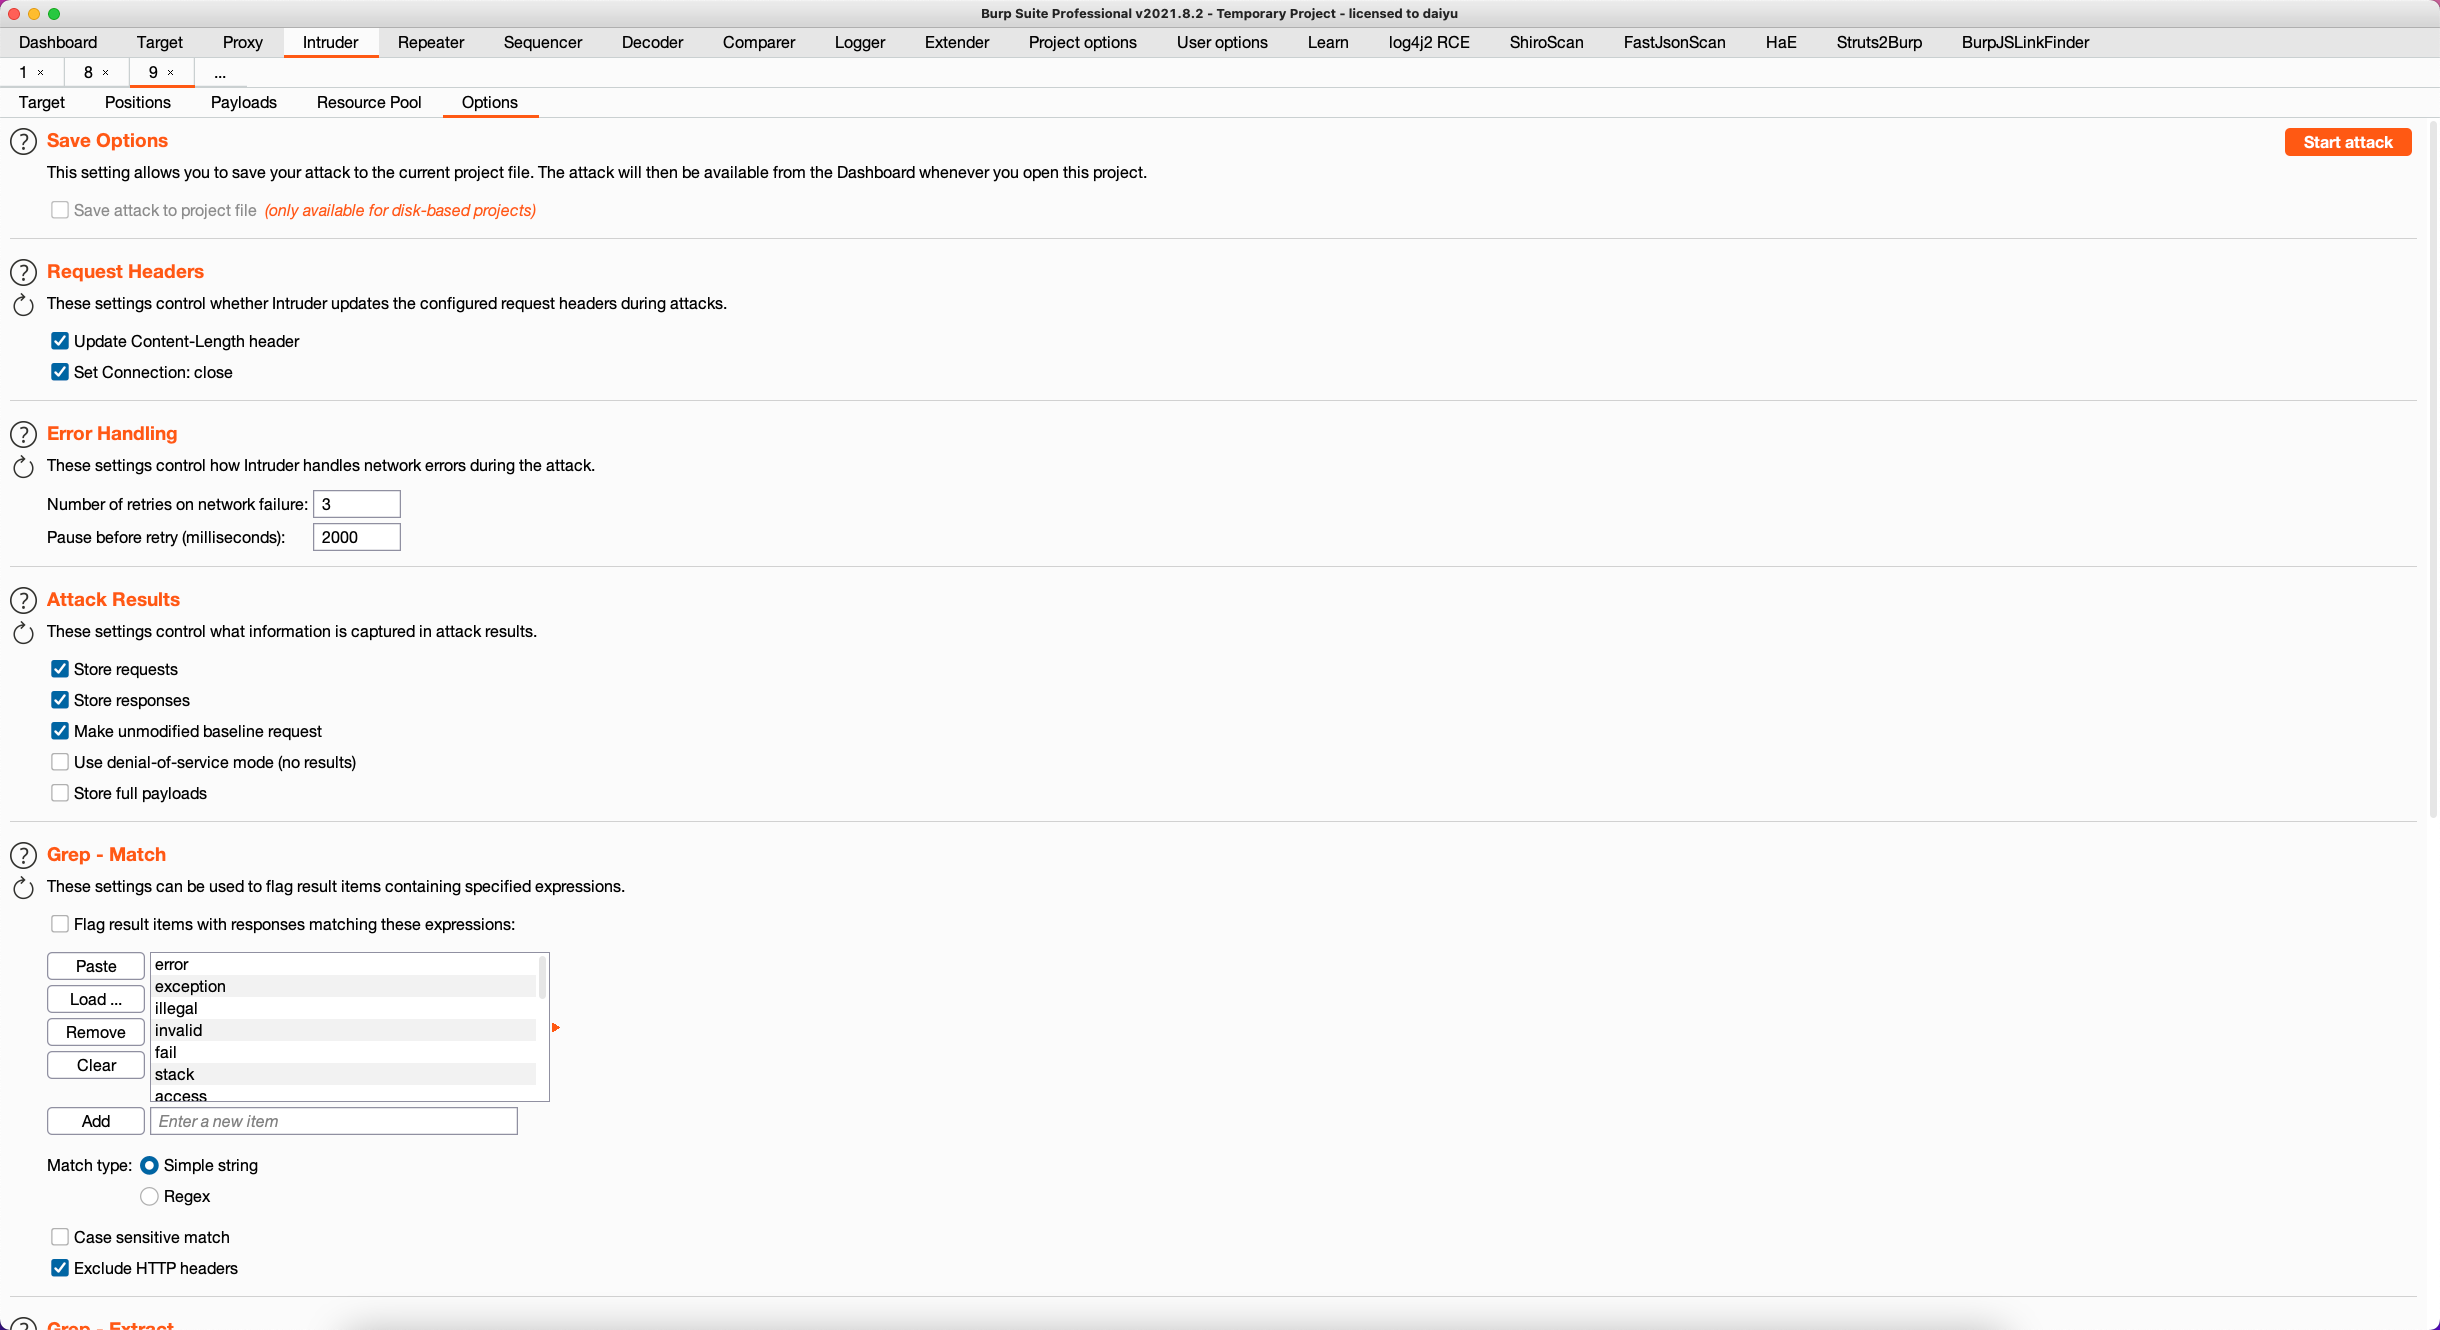 Burp Suite Professional v2021.8.2 - Temporary Project - licensed to daiyu
Dashboard Target Proxy Intruder Repeater Sequencer Decoder Comparer Logger Extender Project options User options Learn log4j2 RCE ShiroScan FastJsonScan HaE Struts2Burp BurpJSLinkFinder
1 × 8 × 9 × ...
Target Positions Payloads Resource Pool Options
? Save Options Start attack
This setting allows you to save your attack to the current project file. The attack will then be available from the Dashboard whenever you open this project.
Save attack to project file (only available for disk-based projects)
? Request Headers
These settings control whether Intruder updates the configured request headers during attacks.
Update Content-Length header
Set Connection: close
? Error Handling
These settings control how Intruder handles network errors during the attack.
Number of retries on network failure: 3
Pause before retry (milliseconds): 2000
? Attack Results
These settings control what information is captured in attack results.
Store requests
Store responses
Make unmodified baseline request
Use denial-of-service mode (no results)
Store full payloads
? Grep - Match
These settings can be used to flag result items containing specified expressions.
Flag result items with responses matching these expressions:
Paste
Load ...
Remove
Clear
error
exception
illegal
invalid
fail
stack
access
Add Enter a new item
Match type: Simple string
Regex
Case sensitive match
Exclude HTTP headers
? Grep - Extract